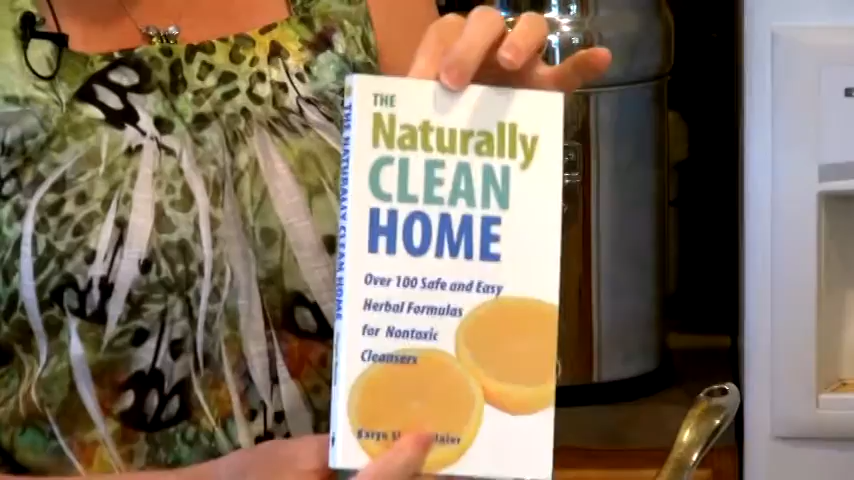 THE
Naturally
CLEAN
HOME
Over 100 Safe and Easy
Herbal Formulas
for Nontoxic
Cleansers
THE NATURALLY CLEAN HOME